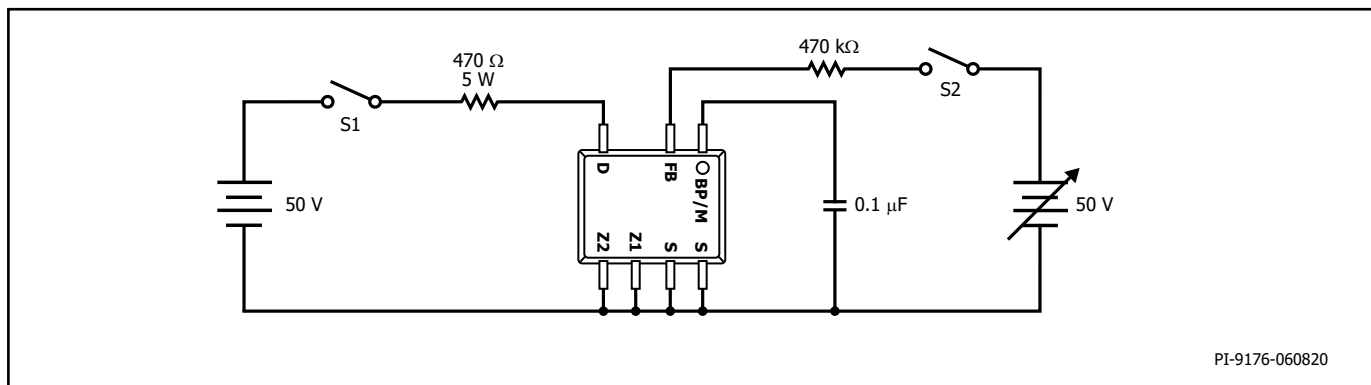 470 Ω
5 W
S1
50 V
470 kΩ
S2
50 V
0.1 µF
D
FB
BP/M
Z2
Z1
S
S
PI-9176-060820